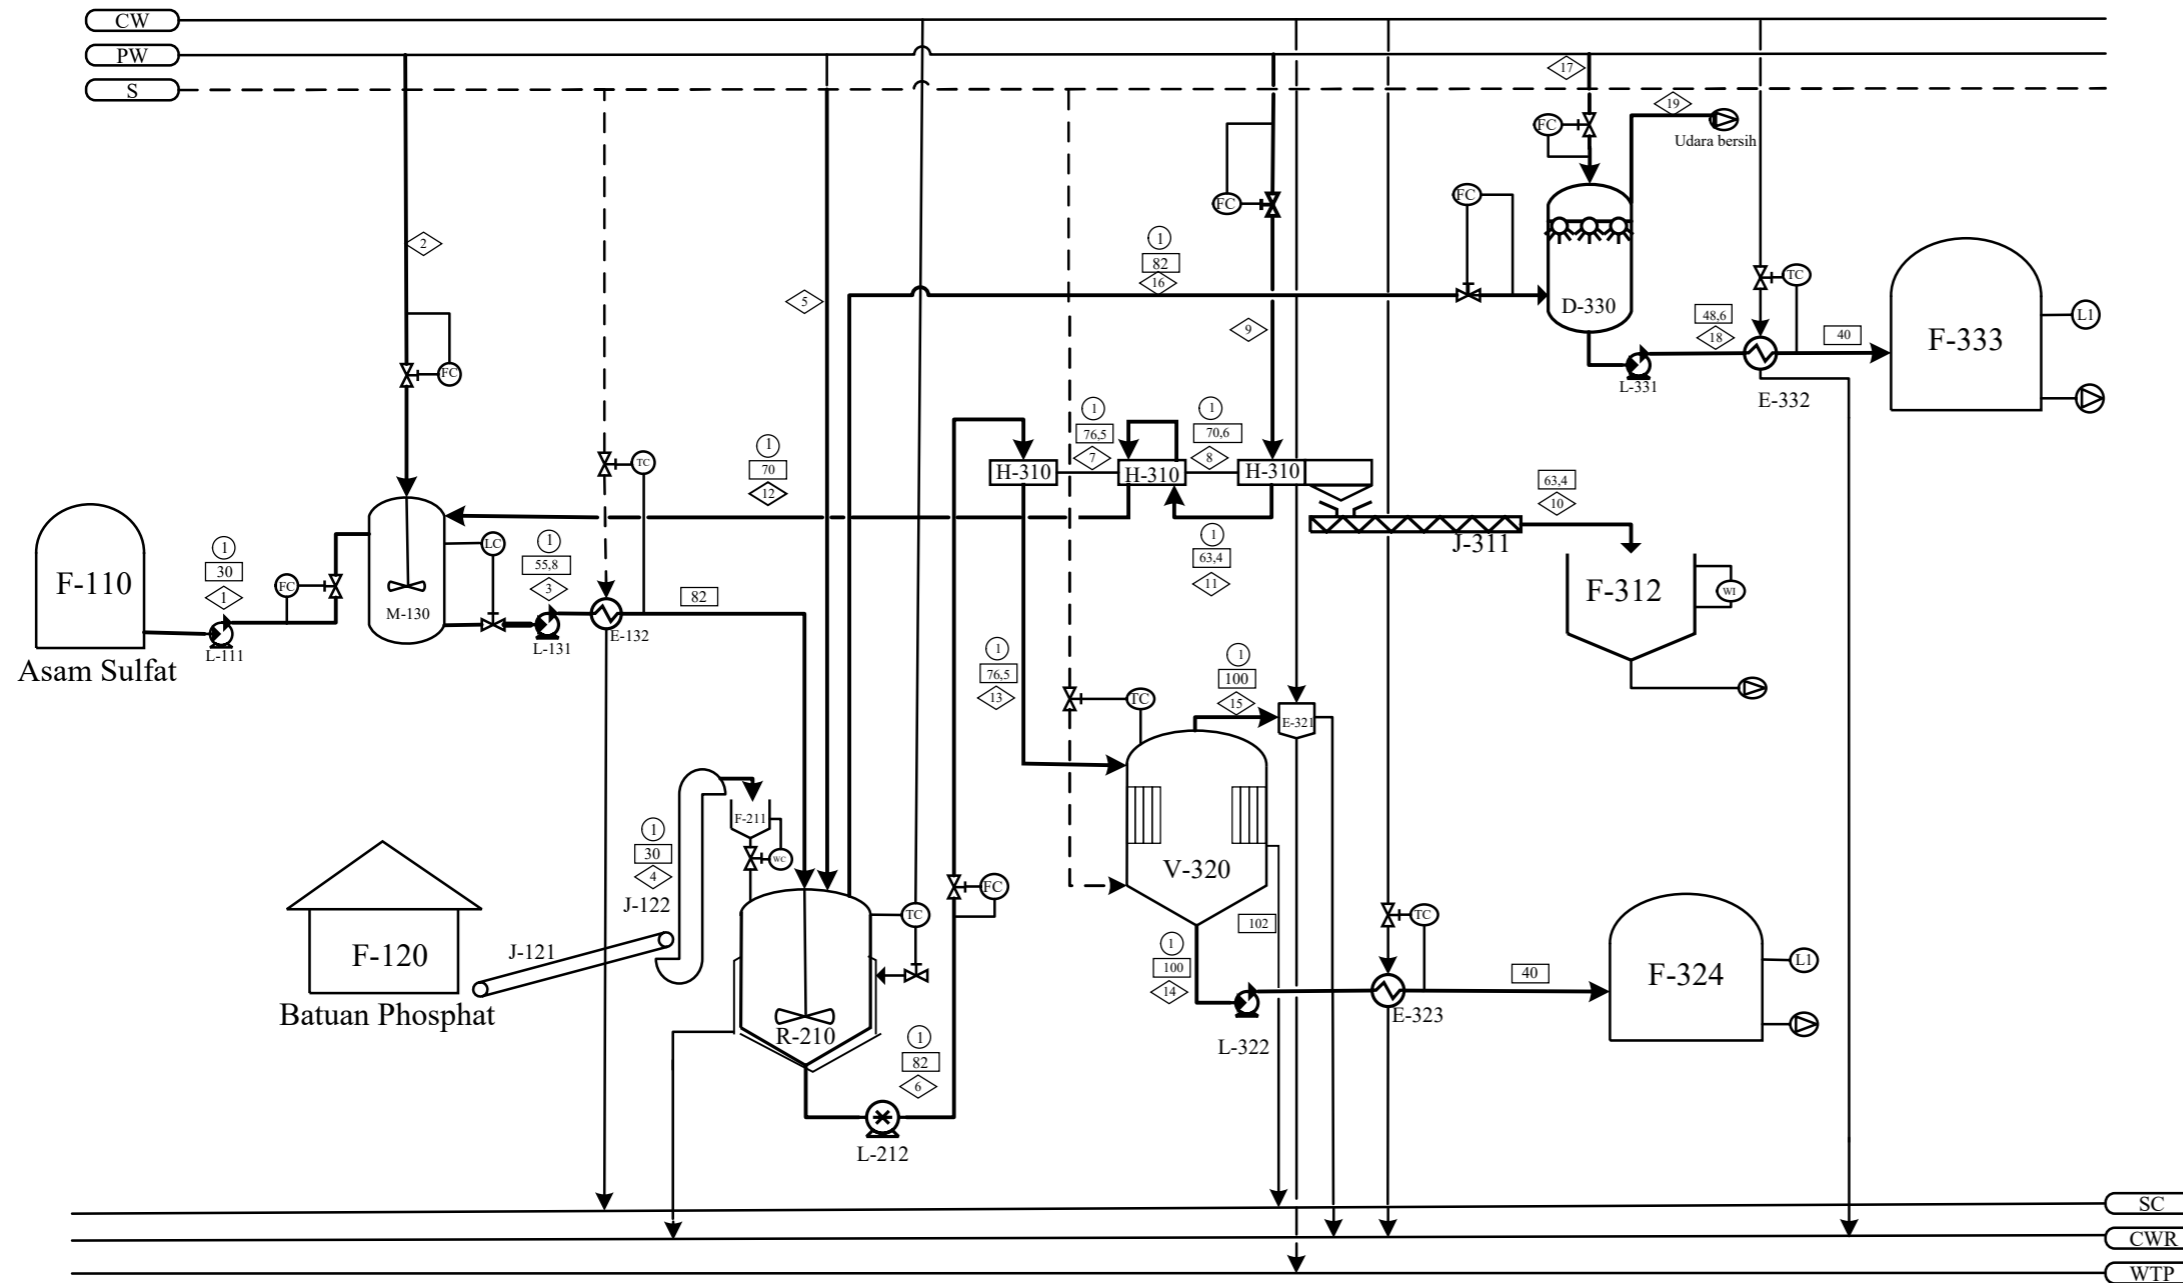 CW
PW
S
17
19
FC
Udara bersih
FC
FC
2
1
82
16
5
9
D-330
TC
48,6
18
40
F-333
L1
L-331
E-332
FC
1
76,5
7
1
70,6
8
1
70
12
TC
H-310
H-310
H-310
63,4
10
J-311
1
63,4
11
F-110
Asam Sulfat
1
30
1
L-111
FC
M-130
LC
1
55,8
3
L-131
E-132
82
F-312
WI
1
76,5
13
TC
1
100
15
E-321
V-320
102
1
30
4
J-122
F-211
WC
F-120
Batuan Phosphat
J-121
R-210
TC
FC
1
82
6
L-212
1
100
14
L-322
TC
E-323
40
F-324
L1
SC
CWR
WTP